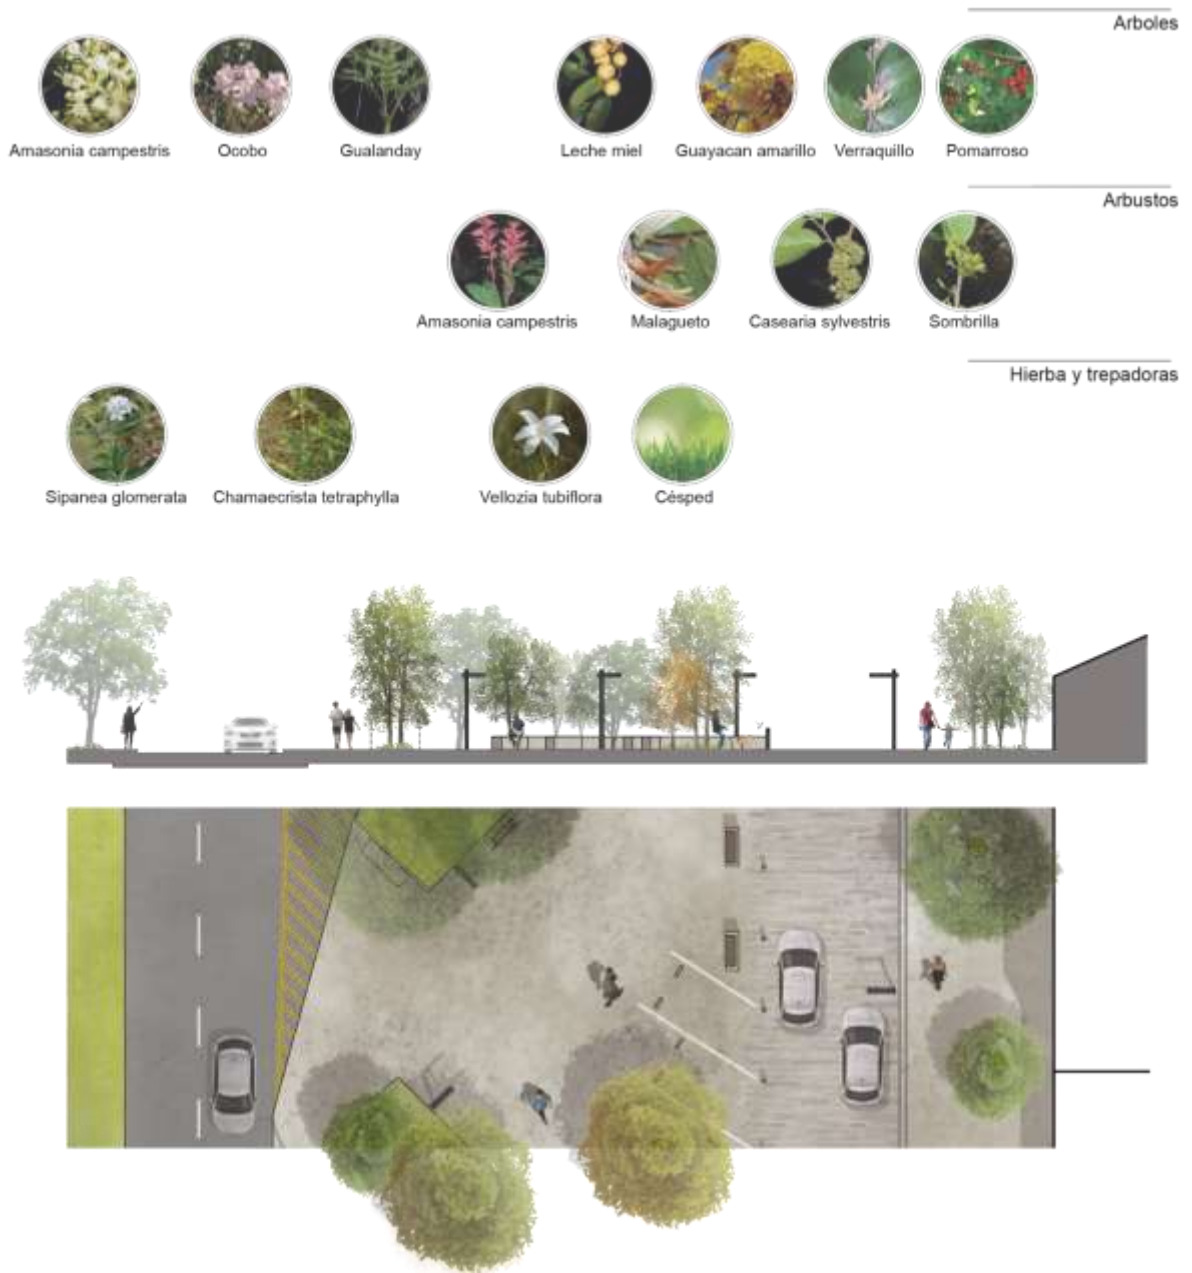 Arboles
Amasonia campestris
Ocobo
Gualanday
Leche miel
Guayacan amarillo
Verraquillo
Pomarroso
Arbustos
Amasonia campestris
Malagueto
Casearia sylvestris
Sombrilla
Hierba y trepadoras
Sipanea glomerata
Chamaecrista tetraphylla
Vellozia tubiflora
Césped